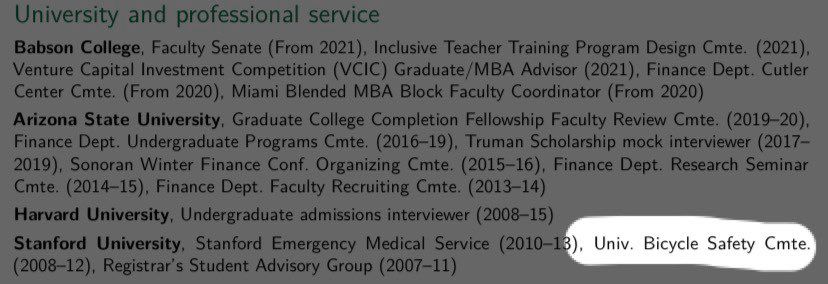 University and professional service
Babson College, Faculty Senate (From 2021), Inclusive Teacher Training Program Design Cmte. (2021),
Venture Capital Investment Competition (VCIC) Graduate/MBA Advisor (2021), Finance Dept. Cutler
Center Cmte. (From 2020), Miami Blended MBA Block Faculty Coordinator (From 2020)
Arizona State University, Graduate College Completion Fellowship Faculty Review Cmte. (2019–20),
Finance Dept. Undergraduate Programs Cmte. (2016–19), Truman Scholarship mock interviewer (2017–
2019), Sonoran Winter Finance Conf. Organizing Cmte. (2015–16), Finance Dept. Research Seminar
Cmte. (2014–15), Finance Dept. Faculty Recruiting Cmte. (2013–14)
Harvard University, Undergraduate admissions interviewer (2008–15)
Stanford University, Stanford Emergency Medical Service (2010–13), Univ. Bicycle Safety Cmte.
(2008–12), Registrar's Student Advisory Group (2007–11)